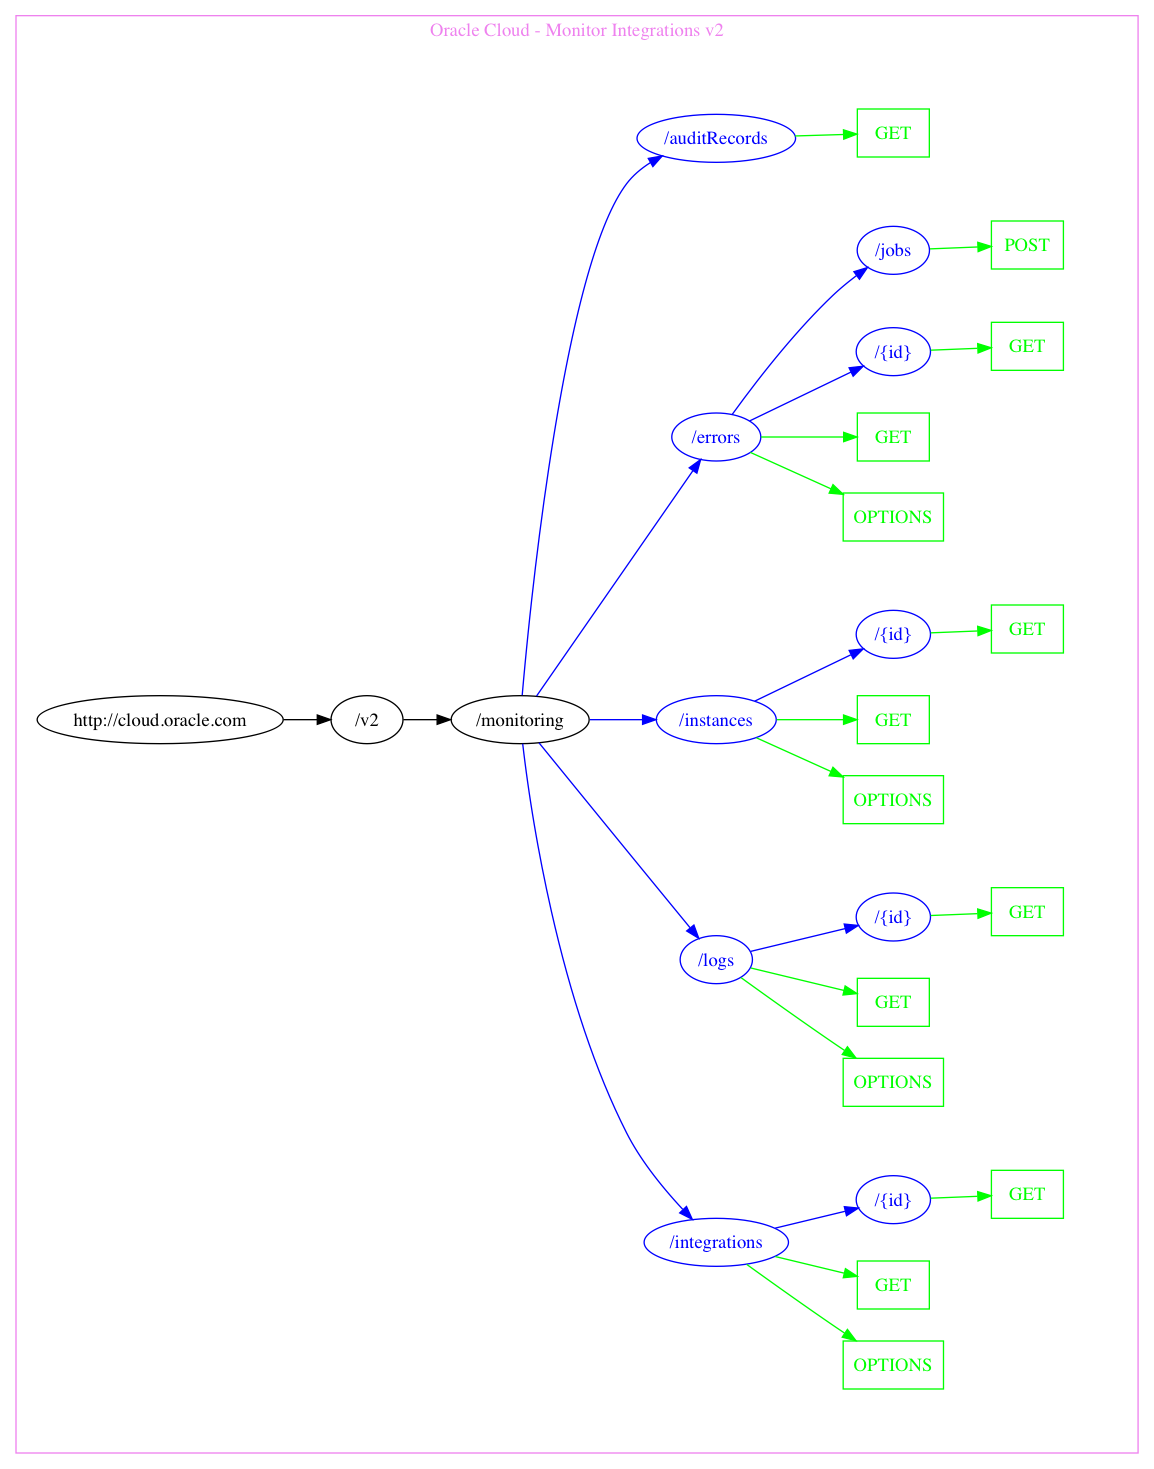 Oracle Cloud - Monitor Integrations v2
/auditRecords
GET
/jobs
POST
/{id}
GET
/errors
GET
OPTIONS
/{id}
GET
http://cloud.oracle.com
/v2
/monitoring
/instances
GET
OPTIONS
/{id}
GET
/logs
GET
OPTIONS
/{id}
GET
/integrations
GET
OPTIONS